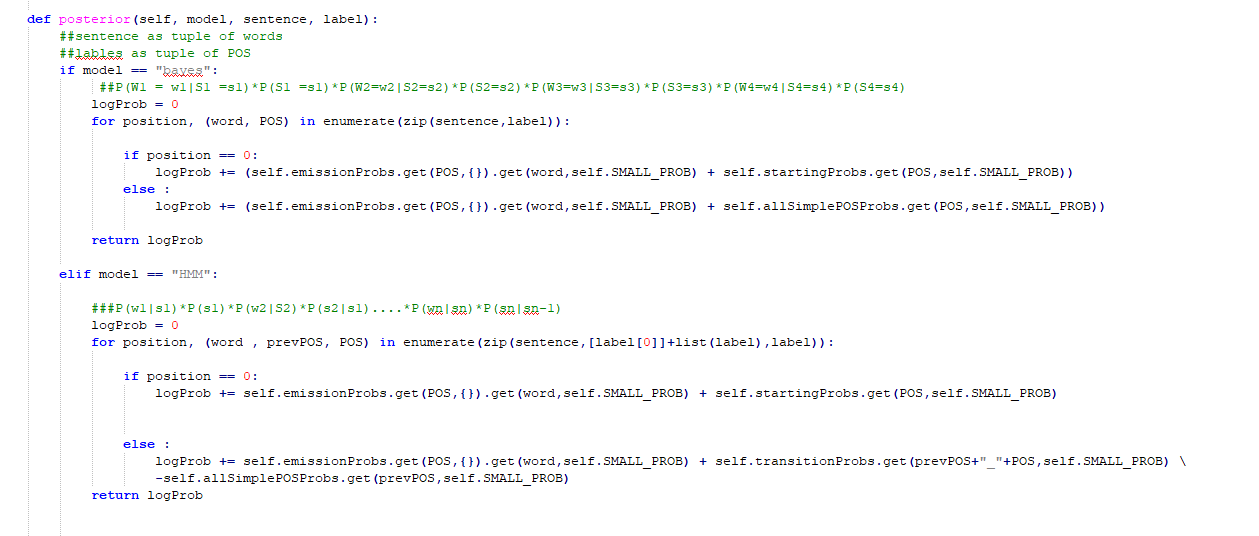 def posterior(self, model, sentence, label):
##sentence as tuple of words
##lables as tuple of POS
if model == "bayes":
##P(W1 = w1|S1 =s1)*P(S1 =s1)*P(W2=w2|S2=s2)*P(S2=s2)*P(W3=w3|S3=s3)*P(S3=s3)*P(W4=w4|S4=s4)*P(S4=s4)
logProb = 0
for position, (word, POS) in enumerate(zip(sentence,label)):
if position == 0:
logProb += (self.emissionProbs.get(POS,{}).get(word,self.SMALL_PROB) + self.startingProbs.get(POS,self.SMALL_PROB))
else :
logProb += (self.emissionProbs.get(POS,{}).get(word,self.SMALL_PROB) + self.allSimplePOSProbs.get(POS,self.SMALL_PROB))
return logProb
elif model == "HMM":
###P(w1|s1)*P(s1)*P(w2|S2)*P(s2|s1)....*P(wn|sn)*P(sn|sn-1)
logProb = 0
for position, (word , prevPOS, POS) in enumerate(zip(sentence,[label[0]]+list(label),label)):
if position == 0:
logProb += self.emissionProbs.get(POS,{}).get(word,self.SMALL_PROB) + self.startingProbs.get(POS,self.SMALL_PROB)
else :
logProb += self.emissionProbs.get(POS,{}).get(word,self.SMALL_PROB) + self.transitionProbs.get(prevPOS+"_"+POS,self.SMALL_PROB) \
-self.allSimplePOSProbs.get(prevPOS,self.SMALL_PROB)
return logProb